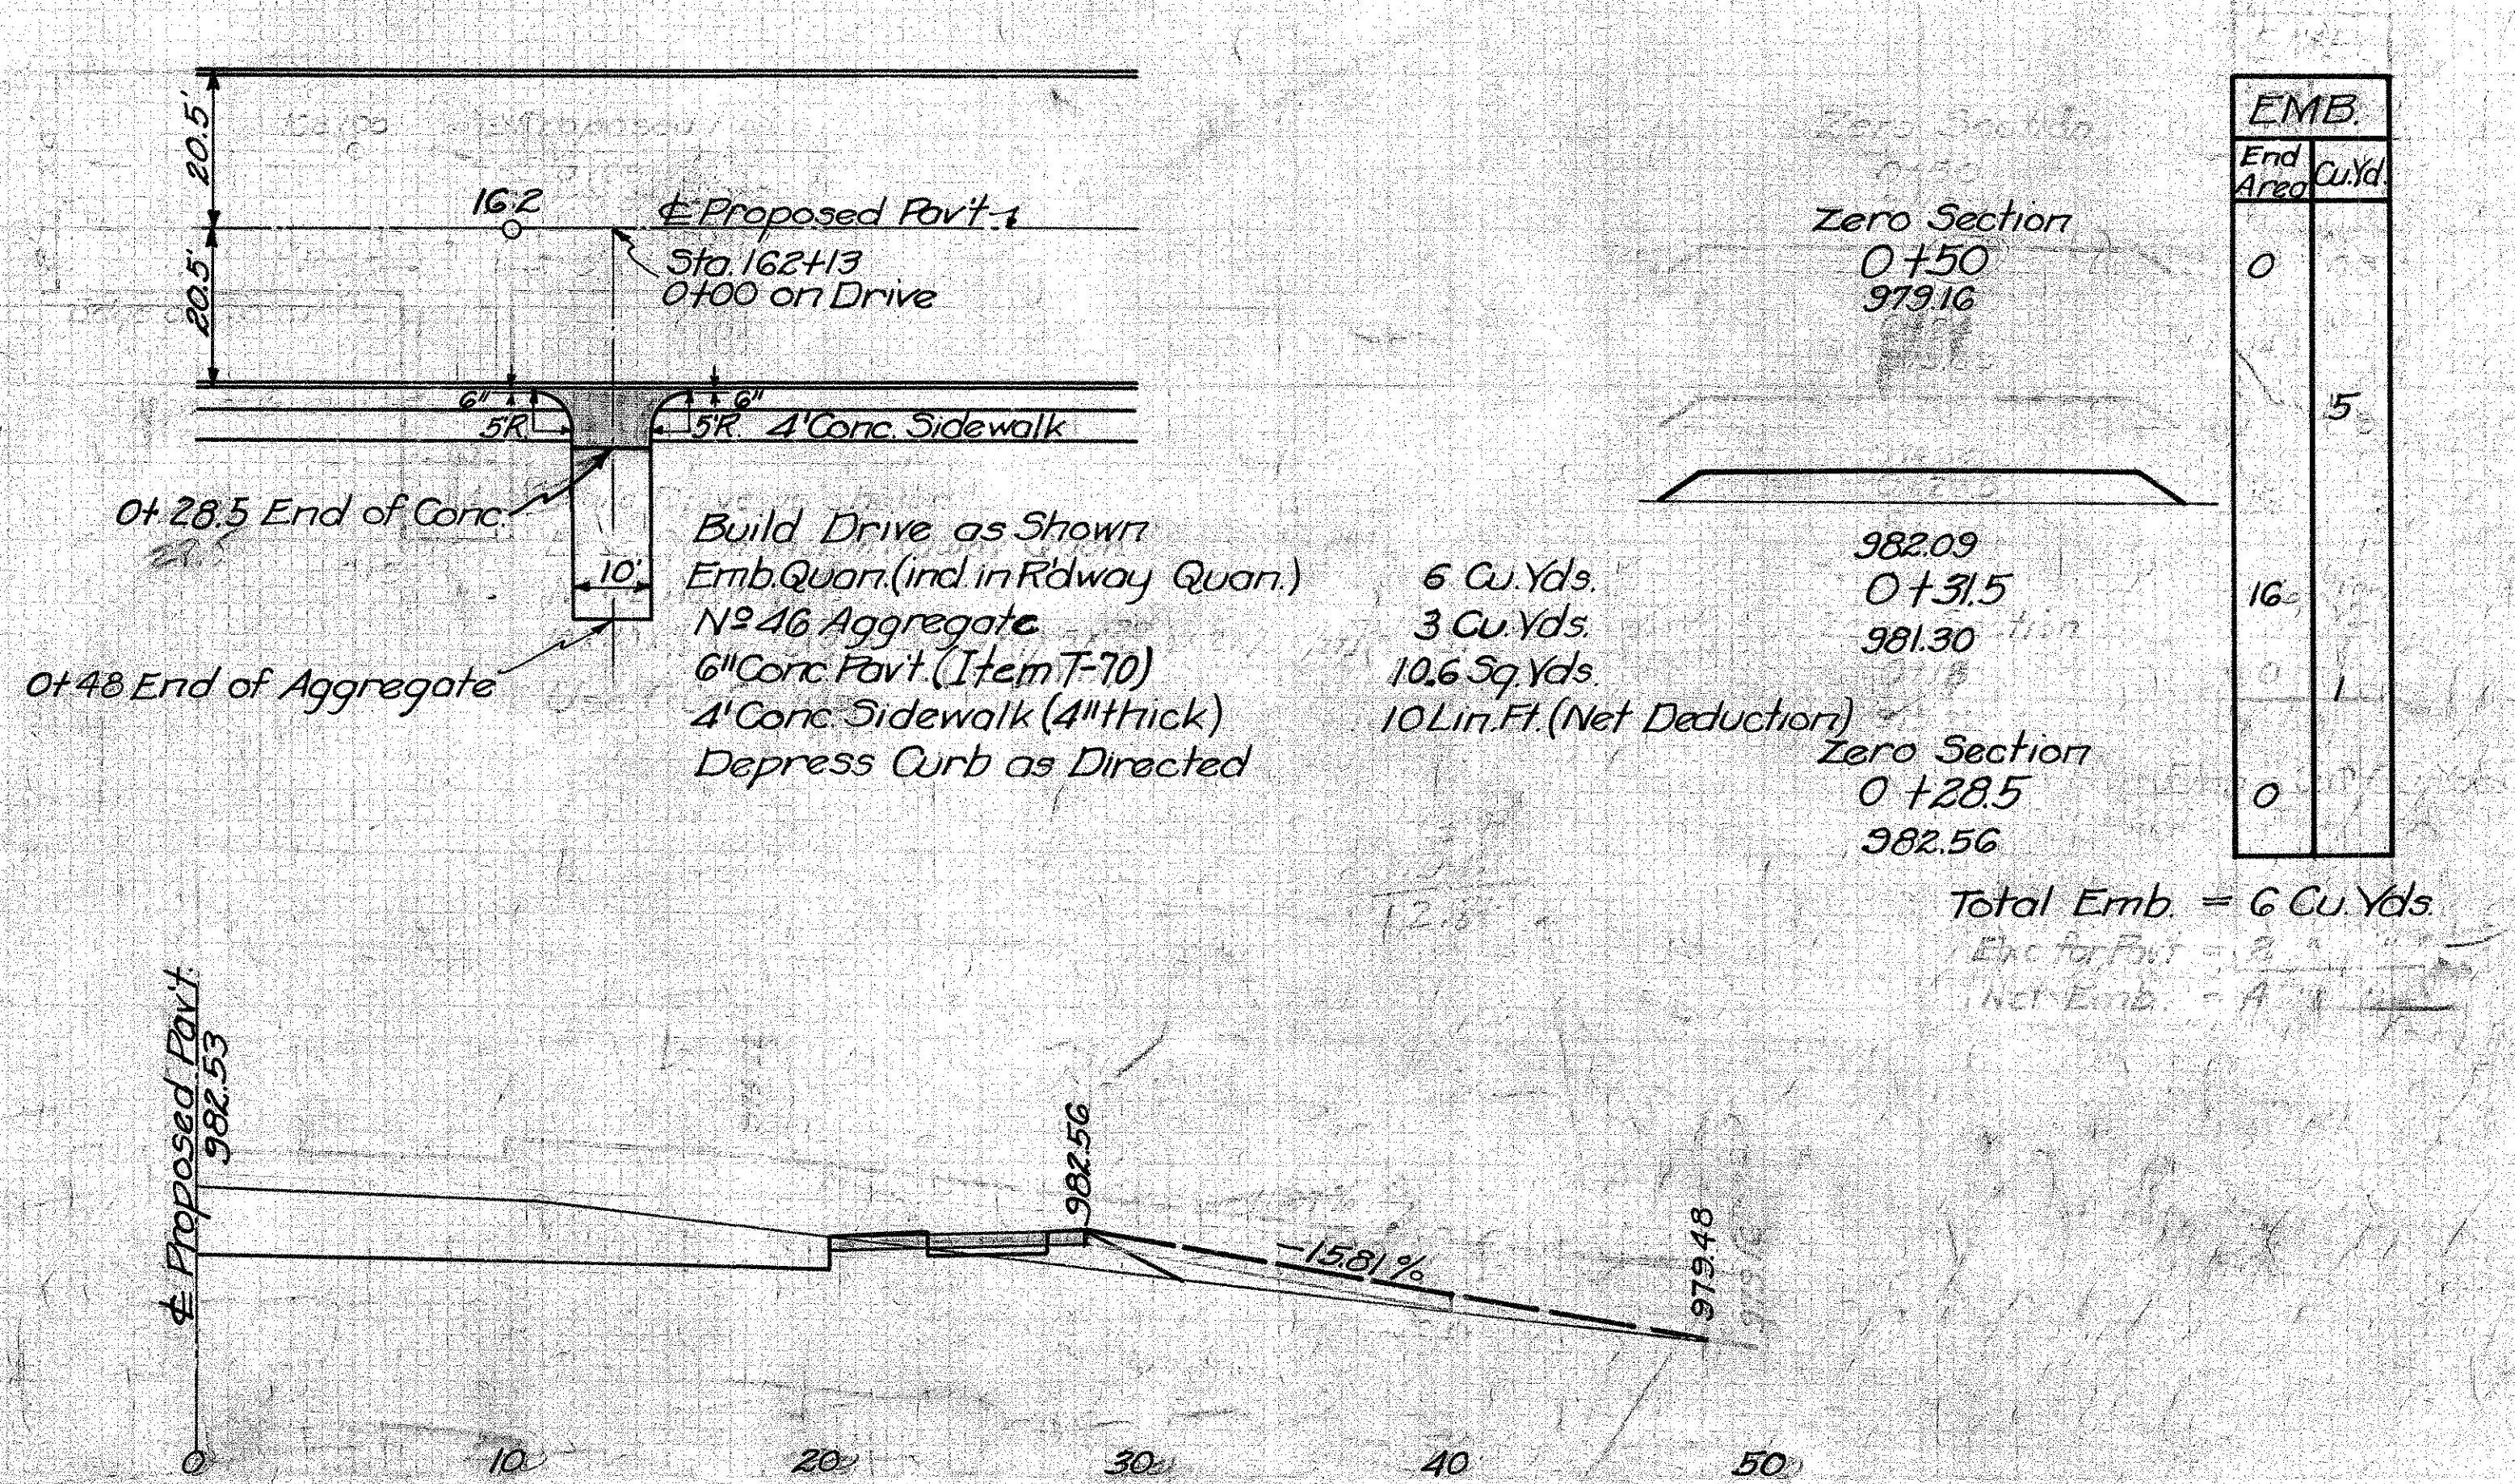 20.5'
20.5'
162
℄ Proposed Pav't
Sta. 162+13
0+00 on Drive
6"
6"
5'R.
5'R.
4' Conc. Sidewalk
0+28.5 End of Conc.
10'
0+48 End of Aggregate
Build Drive as Shown
Emb. Quan. (incl. in R'dway Quan.) 6 Cu. Yds.
Nº 46 Aggregate 3 Cu. Yds.
6" Conc. Pav't. (Item T-70) 10.6 Sq. Yds.
4' Conc. Sidewalk (4" thick) 10 Lin. Ft. (Net Deduction)
Depress Curb as Directed
Zero Section
Zero Section
0+50
979.16
982.09
0+31.5
981.30
Zero Section
0+28.5
982.56
EMB.
End Area Cu. Yd.
0
5
16
1
0
Total Emb. = 6 Cu. Yds.
Net Emb.
℄ Proposed Pav't.
982.53
982.56
-15.81 %
979.48
0 10 20 30 40 50